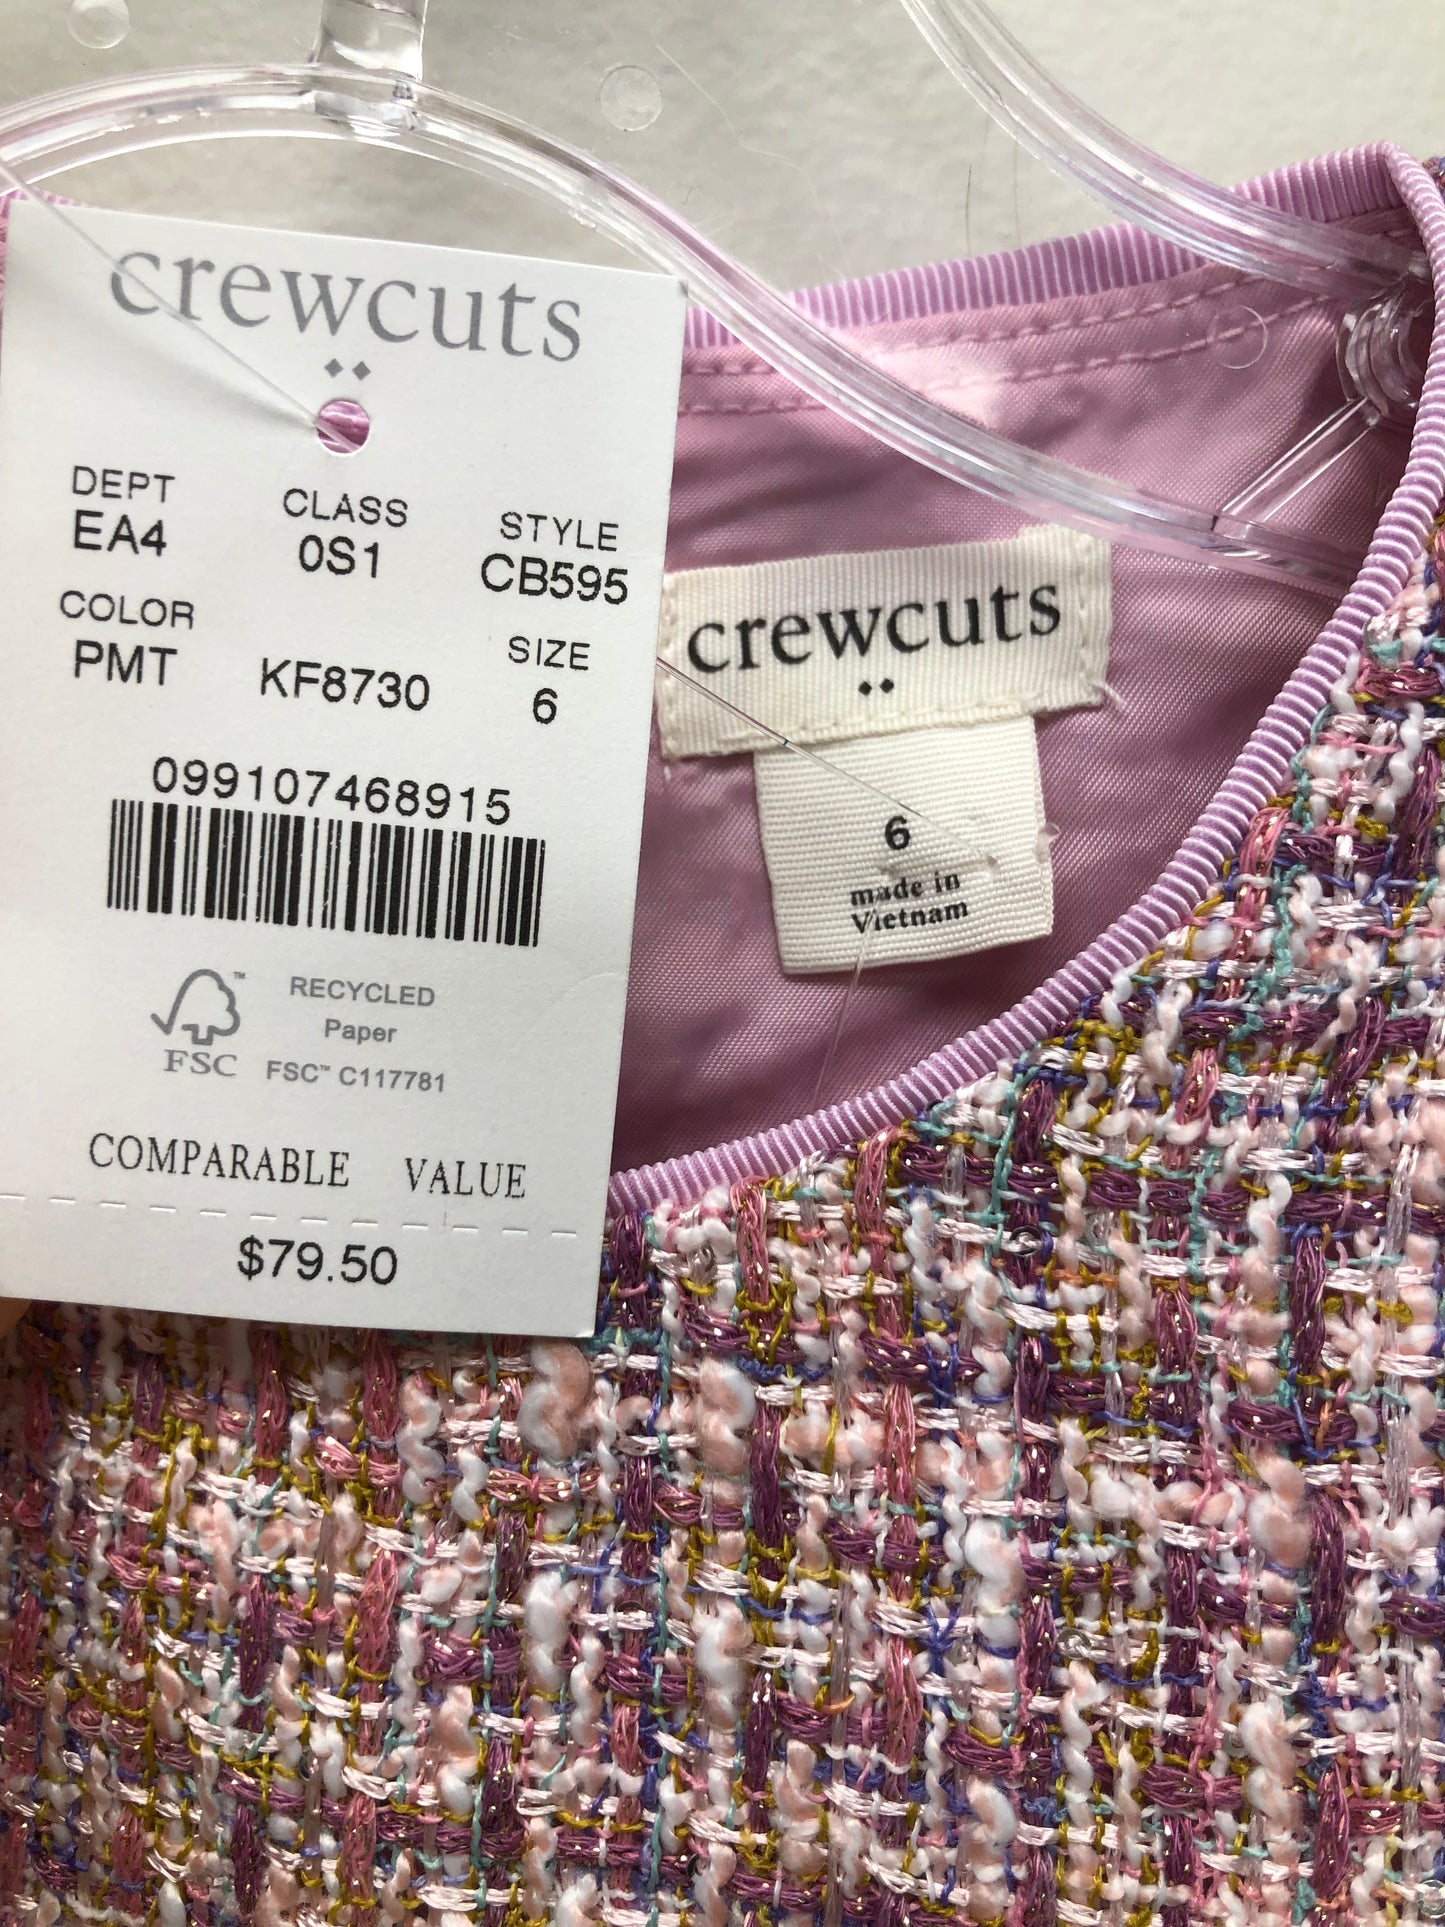 crewcuts
DEPT CLASS STYLE
EA4 0S1 CB595
COLOR SIZE
PMT KF8730 6
099107468915
FSC™
RECYCLED
Paper
FSC™ C117781
COMPARABLE VALUE
$79.50
crewcuts
6
made in
Vietnam